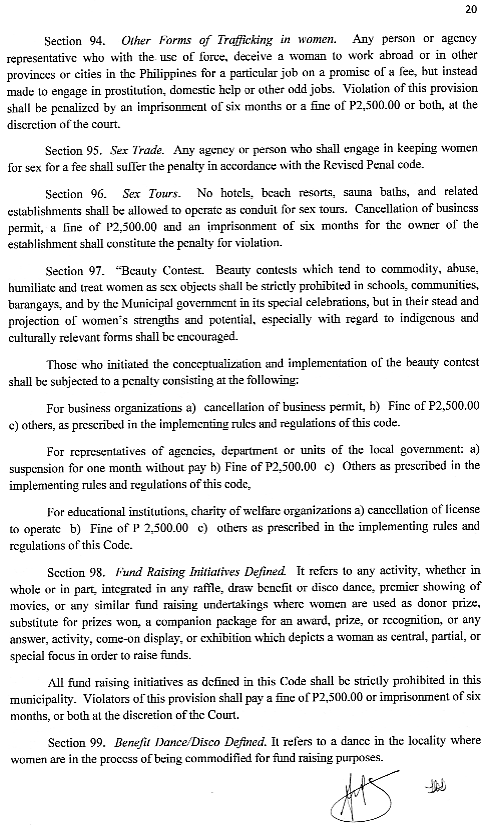 20
Section 94. Other Forms of Trafficking in women. Any person or agency
representative who with the use of force, deceive a woman to work abroad or in other
provinces or cities in the Philippines for a particular job on a promise of a fee, but instead
made to engage in prostitution, domestic help or other odd jobs. Violation of this provision
shall be penalized by an imprisonment of six months or a fine of P2,500.00 or both, at the
discretion of the court.
Section 95. Sex Trade. Any agency or person who shall engage in keeping women
for sex for a fee shall suffer the penalty in accordance with the Revised Penal code.
Section 96. Sex Tours. No hotels, beach resorts, sauna baths, and related
establishments shall be allowed to operate as conduit for sex tours. Cancellation of business
permit, a fine of P2,500.00 and an imprisonment of six months for the owner of the
establishment shall constitute the penalty for violation.
Section 97. "Beauty Contest. Beauty contests which tend to commodity, abuse,
humiliate and treat women as sex objects shall be strictly prohibited in schools, communities,
barangays, and by the Municipal government in its special celebrations, but in their stead and
projection of women's strengths and potential, especially with regard to indigenous and
culturally relevant forms shall be encouraged.
Those who initiated the conceptualization and implementation of the beauty contest
shall be subjected to a penalty consisting at the following:
For business organizations a) cancellation of business permit, b) Fine of P2,500.00
c) others, as prescribed in the implementing rules and regulations of this code.
For representatives of agencies, department or units of the local government: a)
suspension for one month without pay b) Fine of P2,500.00 c) Others as prescribed in the
implementing rules and regulations of this code,
For educational institutions, charity of welfare organizations a) cancellation of license
to operate b) Fine of P 2,500.00 c) others as prescribed in the implementing rules and
regulations of this Code.
Section 98. Fund Raising Initiatives Defined. It refers to any activity, whether in
whole or in part, integrated in any raffle, draw benefit or disco dance, premier showing of
movies, or any similar fund raising undertakings where women are used as donor prize,
substitute for prizes won, a companion package for an award, prize, or recognition, or any
answer, activity, come-on display, or exhibition which depicts a woman as central, partial, or
special focus in order to raise funds.
All fund raising initiatives as defined in this Code shall be strictly prohibited in this
municipality. Violators of this provision shall pay a fine of P2,500.00 or imprisonment of six
months, or both at the discretion of the Court.
Section 99. Benefit Dance/Disco Defined. It refers to a dance in the locality where
women are in the process of being commodified for fund raising purposes.